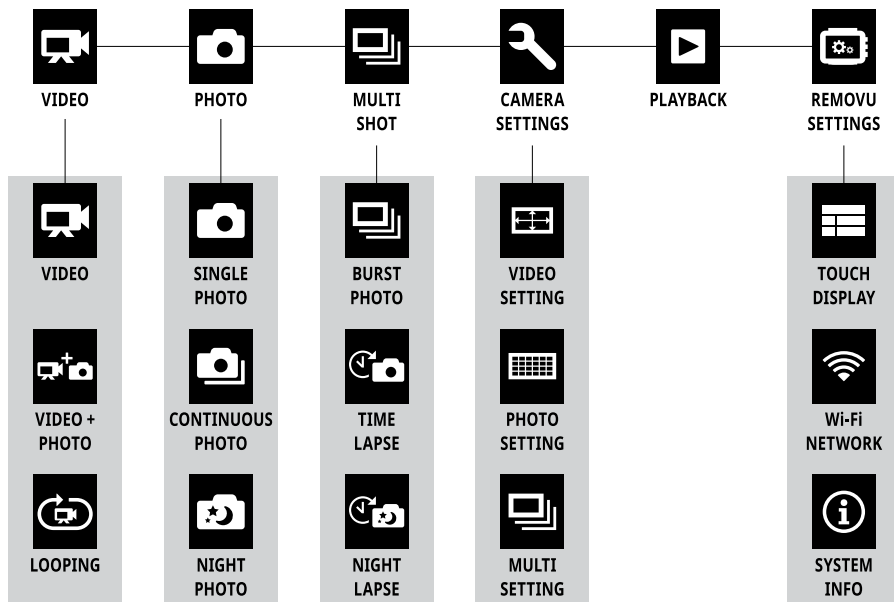 VIDEO
PHOTO
MULTI
SHOT
CAMERA
SETTINGS
PLAYBACK
REMOVU
SETTINGS
VIDEO
SINGLE
PHOTO
BURST
PHOTO
VIDEO
SETTING
TOUCH
DISPLAY
VIDEO +
PHOTO
CONTINUOUS
PHOTO
TIME
LAPSE
PHOTO
SETTING
Wi-Fi
NETWORK
LOOPING
NIGHT
PHOTO
NIGHT
LAPSE
MULTI
SETTING
SYSTEM
INFO